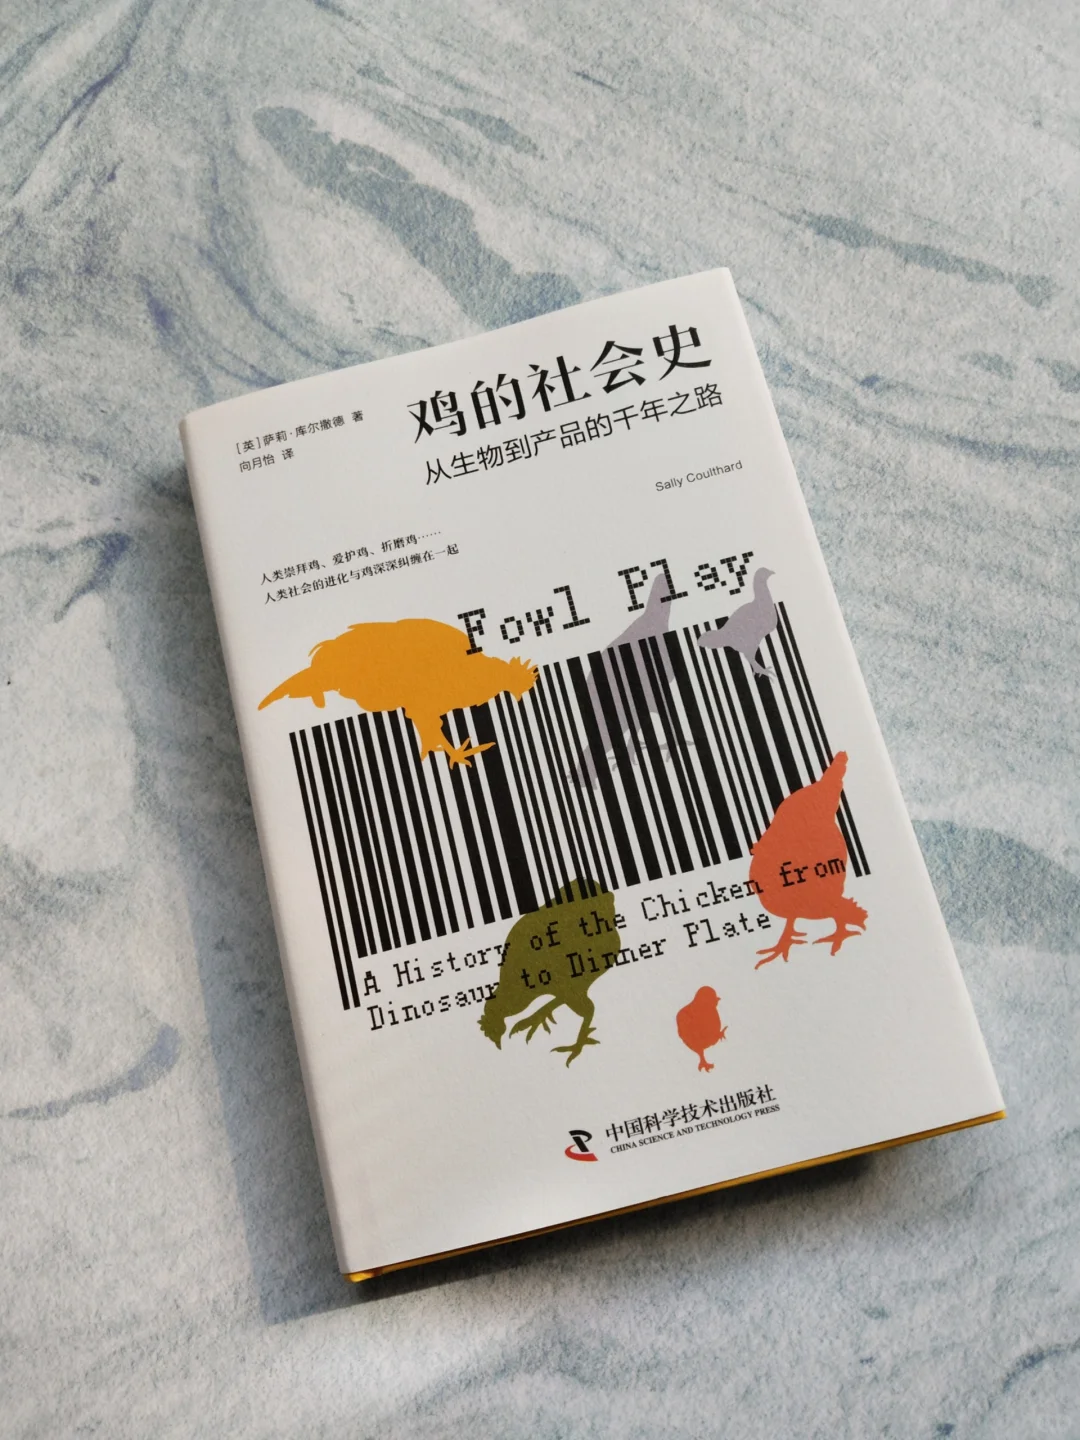 鸡的社会史
从生物到产品的千年之路
[英]萨莉·库尔撒德 著
向月怡 译
Sally Coulthard
人类崇拜鸡、爱护鸡、折磨鸡……
人类社会的进化与鸡深深纠缠在一起
Fowl Play
A History of the Chicken from
Dinosaur to Dinner Plate
中国科学技术出版社
CHINA SCIENCE AND TECHNOLOGY PRESS